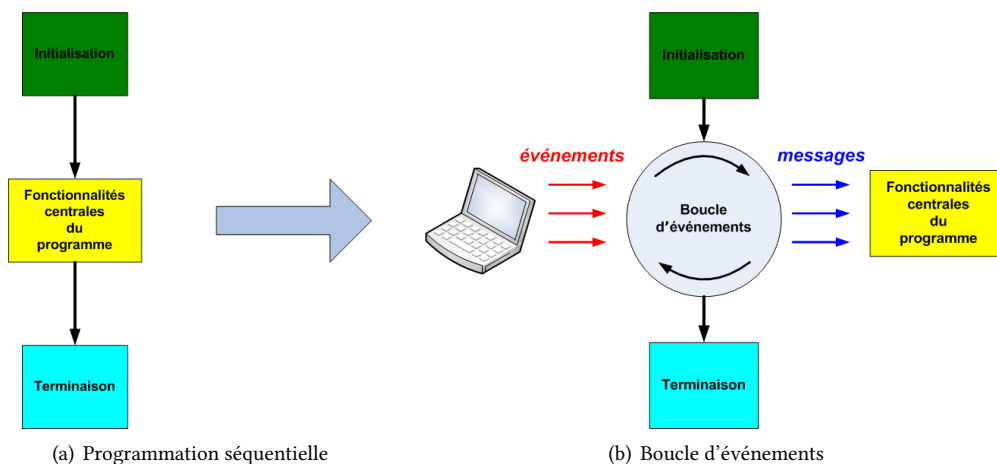 Initialisation
Fonctionnalités
centrales
du
programme
Terminaison
(a) Programmation séquentielle
Initialisation
événements
messages
Boucle
d'événements
Fonctionnalités
centrales
du
programme
Terminaison
(b) Boucle d'événements